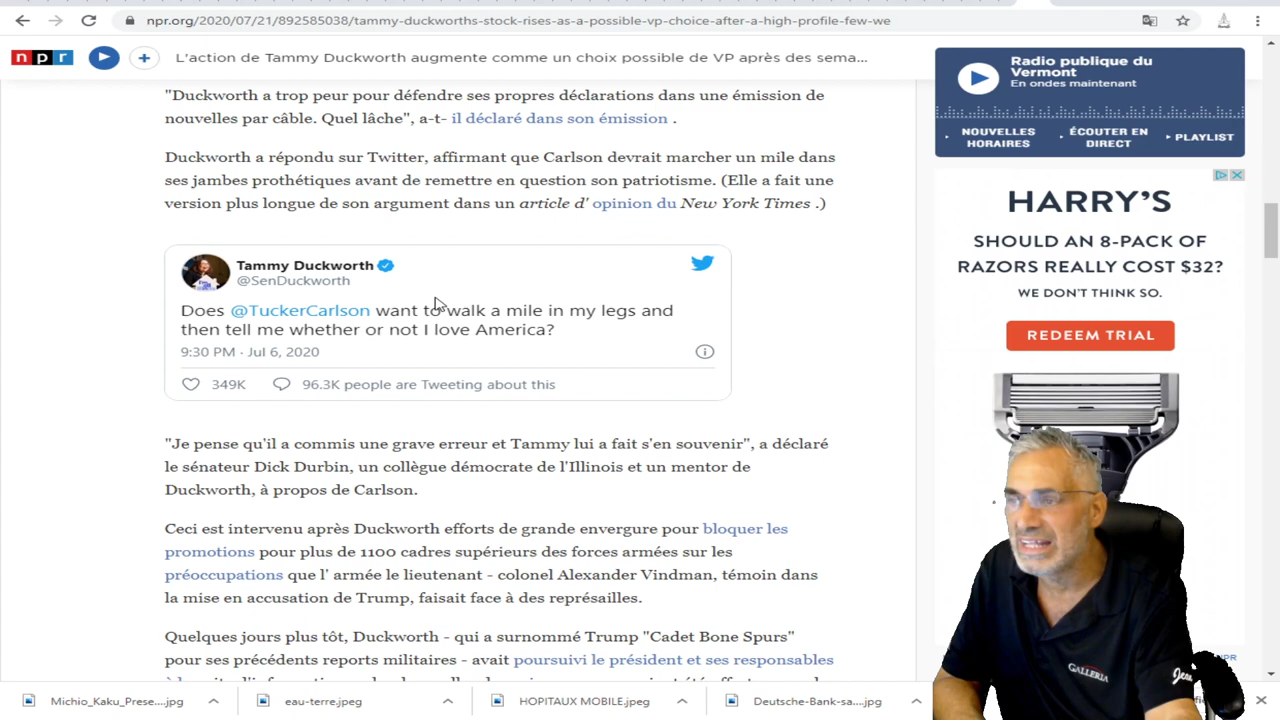 npr.org/2020/07/21/892585038/tammy-duckworths-stock-rises-as-a-possible-vp-choice-after-a-high-profile-few-we
npr
L'action de Tammy Duckworth augmente comme un choix possible de VP après des sema...
"Duckworth a trop peur pour défendre ses propres déclarations dans une émission de
nouvelles par câble. Quel lâche", a-t- il déclaré dans son émission .
Duckworth a répondu sur Twitter, affirmant que Carlson devrait marcher un mile dans
ses jambes prothétiques avant de remettre en question son patriotisme. (Elle a fait une
version plus longue de son argument dans un article d' opinion du New York Times .)
Tammy Duckworth
@SenDuckworth
Does @TuckerCarlson want to walk a mile in my legs and
then tell me whether or not I love America?
9:30 PM · Jul 6, 2020
349K 96.3K people are Tweeting about this
"Je pense qu'il a commis une grave erreur et Tammy lui a fait s'en souvenir", a déclaré
le sénateur Dick Durbin, un collègue démocrate de l'Illinois et un mentor de
Duckworth, à propos de Carlson.
Ceci est intervenu après Duckworth efforts de grande envergure pour bloquer les
promotions pour plus de 1100 cadres supérieurs des forces armées sur les
préoccupations que l' armée le lieutenant - colonel Alexander Vindman, témoin dans
la mise en accusation de Trump, faisait face à des représailles.
Quelques jours plus tôt, Duckworth - qui a surnommé Trump "Cadet Bone Spurs"
pour ses précédents reports militaires - avait poursuivi le président et ses responsables
Radio publique du
Vermont
En ondes maintenant
NOUVELLES
HORAIRES
ÉCOUTER EN
DIRECT
PLAYLIST
HARRY'S
SHOULD AN 8-PACK OF
RAZORS REALLY COST $32?
WE DON'T THINK SO.
REDEEM TRIAL
GALLERIA
Michio_Kaku_Prese....jpg
eau-terre.jpeg
HOPITAUX MOBILE.jpeg
Deutsche-Bank-sa....jpg